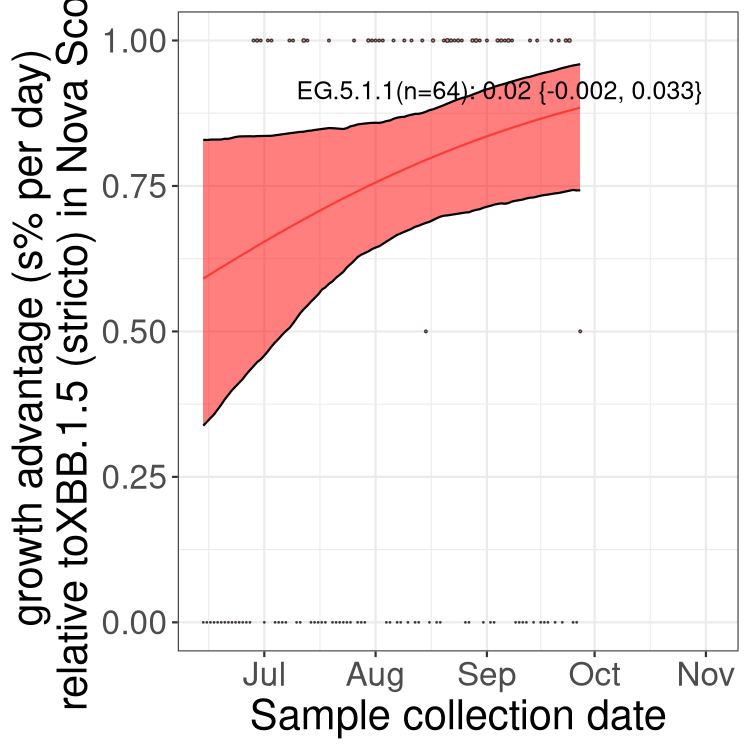 growth advantage (s% per day)
relative toXBB.1.5 (stricto) in Nova Sco
1.00
0.75
0.50
0.25
0.00
EG.5.1.1(n=64): 0.02 {-0.002, 0.033}
Jul Aug Sep Oct Nov
Sample collection date